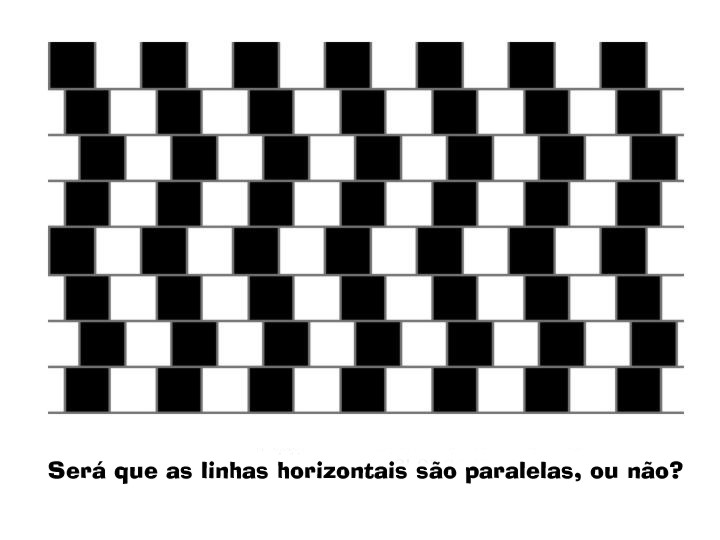 Será que as linhas horizontais são paralelas, ou não?